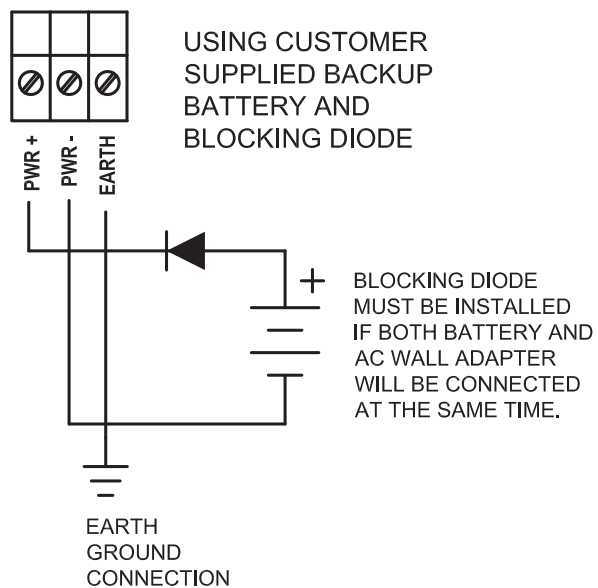 USING CUSTOMER
SUPPLIED BACKUP
BATTERY AND
BLOCKING DIODE
PWR +
PWR -
EARTH
+
BLOCKING DIODE
MUST BE INSTALLED
IF BOTH BATTERY AND
AC WALL ADAPTER
WILL BE CONNECTED
AT THE SAME TIME.
EARTH
GROUND
CONNECTION